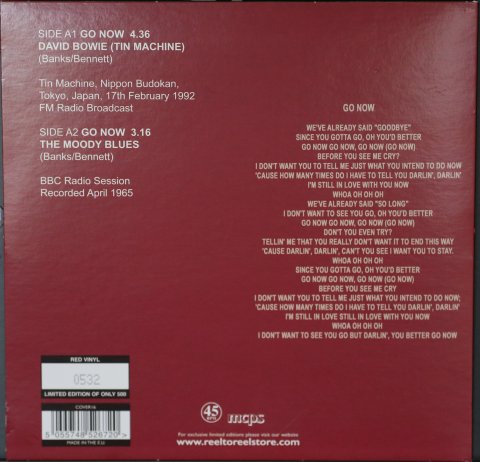 SIDE A1 GO NOW 4.36
DAVID BOWIE (TIN MACHINE)
(Banks/Bennett)
Tin Machine, Nippon Budokan,
Tokyo, Japan, 17th February 1992
FM Radio Broadcast
SIDE A2 GO NOW 3.16
THE MOODY BLUES
(Banks/Bennett)
BBC Radio Session
Recorded April 1965
GO NOW
WE'VE ALREADY SAID "GOODBYE"
SINCE YOU GOTTA GO, OH YOU'D BETTER
GO NOW GO NOW, GO NOW (GO NOW)
BEFORE YOU SEE ME CRY?
I DON'T WANT YOU TO TELL ME JUST WHAT YOU INTEND TO DO NOW
'CAUSE HOW MANY TIMES DO I HAVE TO TELL YOU DARLIN', DARLIN'
I'M STILL IN LOVE WITH YOU NOW
WHOA OH OH OH
WE'VE ALREADY SAID "SO LONG"
I DON'T WANT TO SEE YOU GO, OH YOU'D BETTER
GO NOW GO NOW, GO NOW (GO NOW)
DON'T YOU EVEN TRY?
TELLIN' ME THAT YOU REALLY DON'T WANT IT TO END THIS WAY
'CAUSE DARLIN', DARLIN', CAN'T YOU SEE I WANT YOU TO STAY.
WHOA OH OH OH
SINCE YOU GOTTA GO, OH YOU'D BETTER
GO NOW GO NOW, GO NOW (GO NOW)
BEFORE YOU SEE ME CRY
I DON'T WANT YOU TO TELL ME JUST WHAT YOU INTEND TO DO NOW;
'CAUSE HOW MANY TIMES DO I HAVE TO TELL YOU DARLIN', DARLIN'
I'M STILL IN LOVE STILL IN LOVE WITH YOU NOW
WHOA OH OH OH
I DON'T WANT TO SEE YOU GO BUT DARLIN', YOU BETTER GO NOW
RED VINYL
0532
LIMITED EDITION OF ONLY 500
COVER16
5 055748 526720 >
MADE IN THE E.U
45
RPM
mcps
For exclusive limited editions please visit our website
www.reeltoreelstore.com